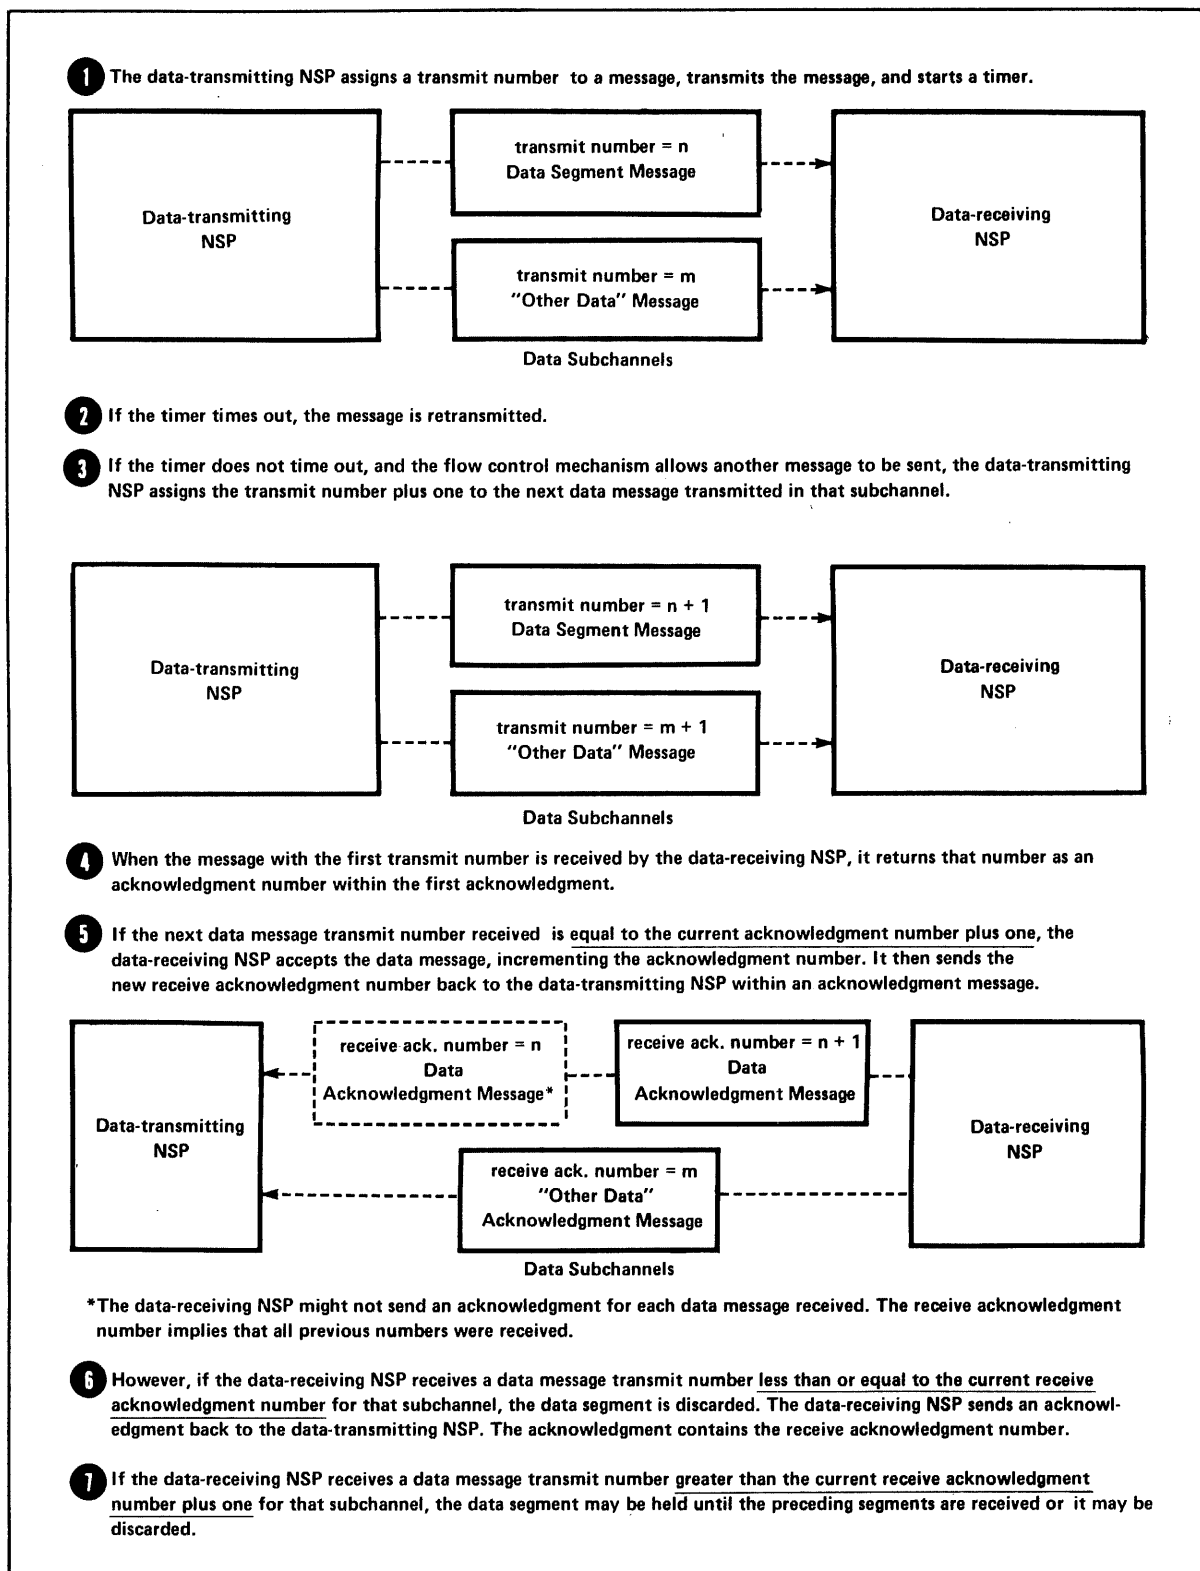 1 The data-transmitting NSP assigns a transmit number to a message, transmits the message, and starts a timer.
Data-transmitting
NSP
transmit number = n
Data Segment Message
transmit number = m
"Other Data" Message
Data-receiving
NSP
Data Subchannels
2 If the timer times out, the message is retransmitted.
3 If the timer does not time out, and the flow control mechanism allows another message to be sent, the data-transmitting
NSP assigns the transmit number plus one to the next data message transmitted in that subchannel.
Data-transmitting
NSP
transmit number = n + 1
Data Segment Message
transmit number = m + 1
"Other Data" Message
Data-receiving
NSP
Data Subchannels
4 When the message with the first transmit number is received by the data-receiving NSP, it returns that number as an
acknowledgment number within the first acknowledgment.
5 If the next data message transmit number received is equal to the current acknowledgment number plus one, the
data-receiving NSP accepts the data message, incrementing the acknowledgment number. It then sends the
new receive acknowledgment number back to the data-transmitting NSP within an acknowledgment message.
Data-transmitting
NSP
receive ack. number = n
Data
Acknowledgment Message*
receive ack. number = n + 1
Data
Acknowledgment Message
receive ack. number = m
"Other Data"
Acknowledgment Message
Data-receiving
NSP
Data Subchannels
*The data-receiving NSP might not send an acknowledgment for each data message received. The receive acknowledgment
number implies that all previous numbers were received.
6 However, if the data-receiving NSP receives a data message transmit number less than or equal to the current receive
acknowledgment number for that subchannel, the data segment is discarded. The data-receiving NSP sends an acknowl-
edgment back to the data-transmitting NSP. The acknowledgment contains the receive acknowledgment number.
7 If the data-receiving NSP receives a data message transmit number greater than the current receive acknowledgment
number plus one for that subchannel, the data segment may be held until the preceding segments are received or it may be
discarded.